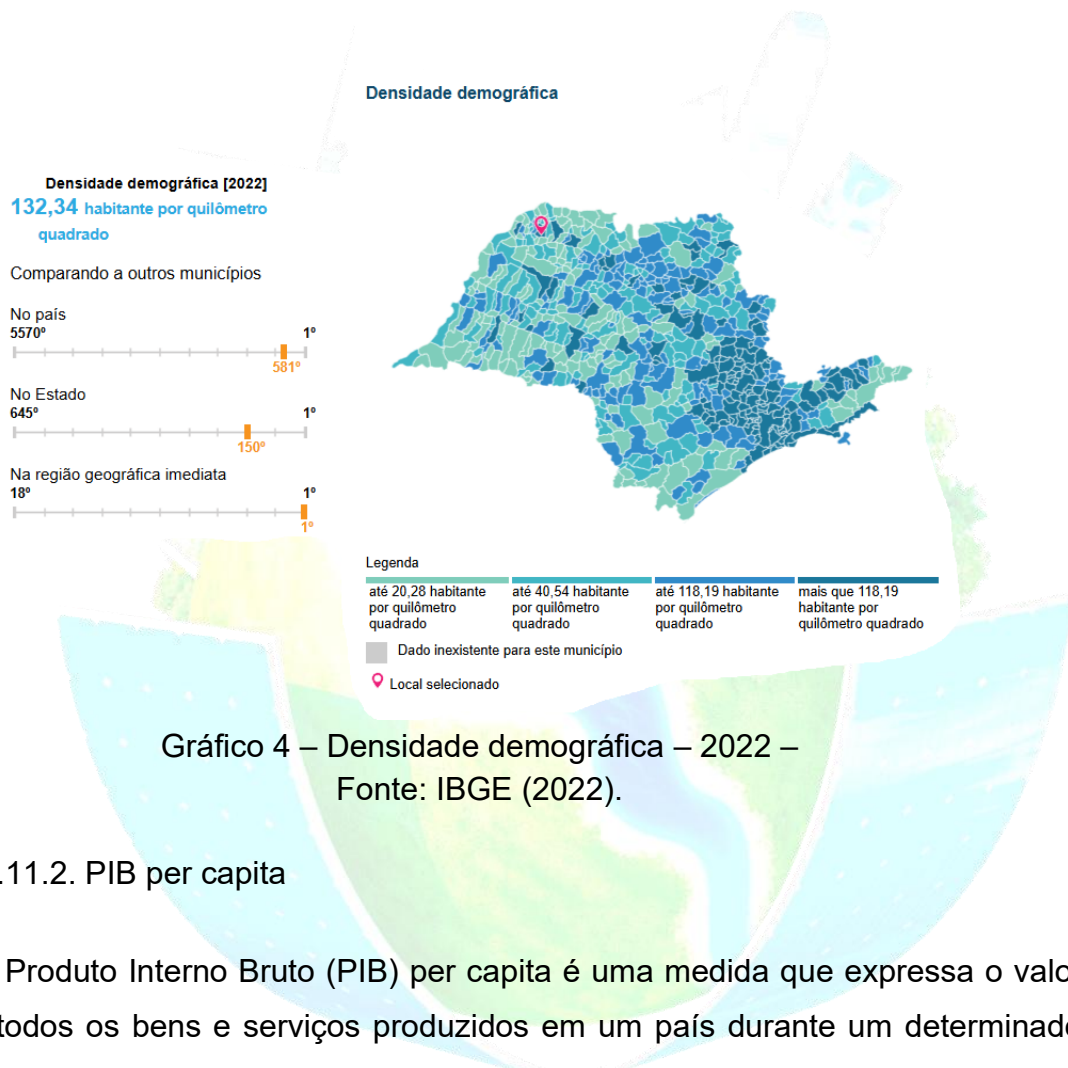 Densidade demográfica
Densidade demográfica [2022]
132,34 habitante por quilômetro
quadrado
Comparando a outros municípios
No país
5570º 1º
581º
No Estado
645º 1º
150º
Na região geográfica imediata
18º 1º
1º
Legenda
até 20,28 habitante
por quilômetro
quadrado
até 40,54 habitante
por quilômetro
quadrado
até 118,19 habitante
por quilômetro
quadrado
mais que 118,19
habitante por
quilômetro quadrado
Dado inexistente para este município
Local selecionado
Gráfico 4 – Densidade demográfica – 2022 –
Fonte: IBGE (2022).
.11.2. PIB per capita
Produto Interno Bruto (PIB) per capita é uma medida que expressa o valo
todos os bens e serviços produzidos em um país durante um determinado